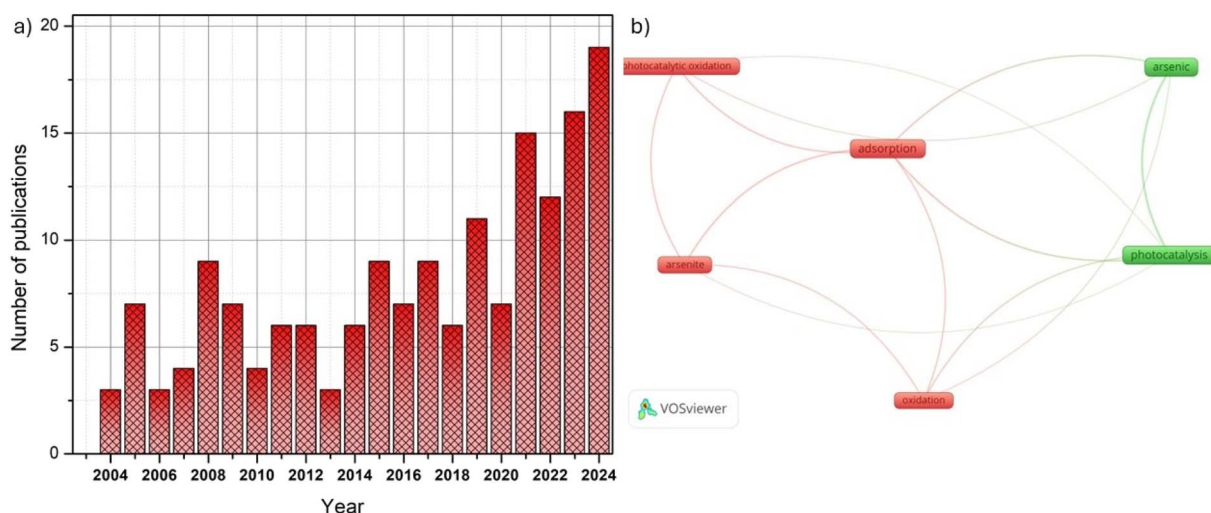 a)
Number of publications
20
15
10
5
0
2004 2006 2008 2010 2012 2014 2016 2018 2020 2022 2024
Year
b)
photocatalytic oxidation
arsenic
adsorption
arsenite
photocatalysis
oxidation
VOSviewer